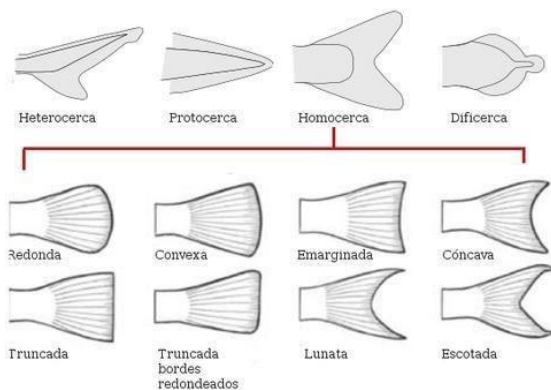 Heterocerca Protocerca Homocerca Dificerca
Redonda Convexa Emarginada Cóncava
Truncada Truncada Lunata Escotada
bordes
redondeados